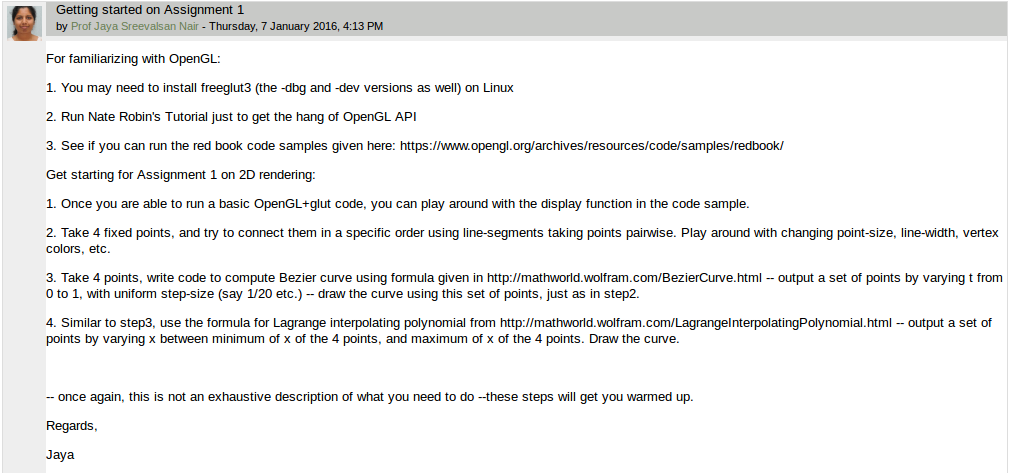 Getting started on Assignment 1
by Prof Jaya Sreevalsan Nair - Thursday, 7 January 2016, 4:13 PM
For familiarizing with OpenGL:
1. You may need to install freeglut3 (the -dbg and -dev versions as well) on Linux
2. Run Nate Robin's Tutorial just to get the hang of OpenGL API
3. See if you can run the red book code samples given here: https://www.opengl.org/archives/resources/code/samples/redbook/
Get starting for Assignment 1 on 2D rendering:
1. Once you are able to run a basic OpenGL+glut code, you can play around with the display function in the code sample.
2. Take 4 fixed points, and try to connect them in a specific order using line-segments taking points pairwise. Play around with changing point-size, line-width, vertex
colors, etc.
3. Take 4 points, write code to compute Bezier curve using formula given in http://mathworld.wolfram.com/BezierCurve.html -- output a set of points by varying t from
0 to 1, with uniform step-size (say 1/20 etc.) -- draw the curve using this set of points, just as in step2.
4. Similar to step3, use the formula for Lagrange interpolating polynomial from http://mathworld.wolfram.com/LagrangeInterpolatingPolynomial.html -- output a set of
points by varying x between minimum of x of the 4 points, and maximum of x of the 4 points. Draw the curve.
-- once again, this is not an exhaustive description of what you need to do --these steps will get you warmed up.
Regards,
Jaya